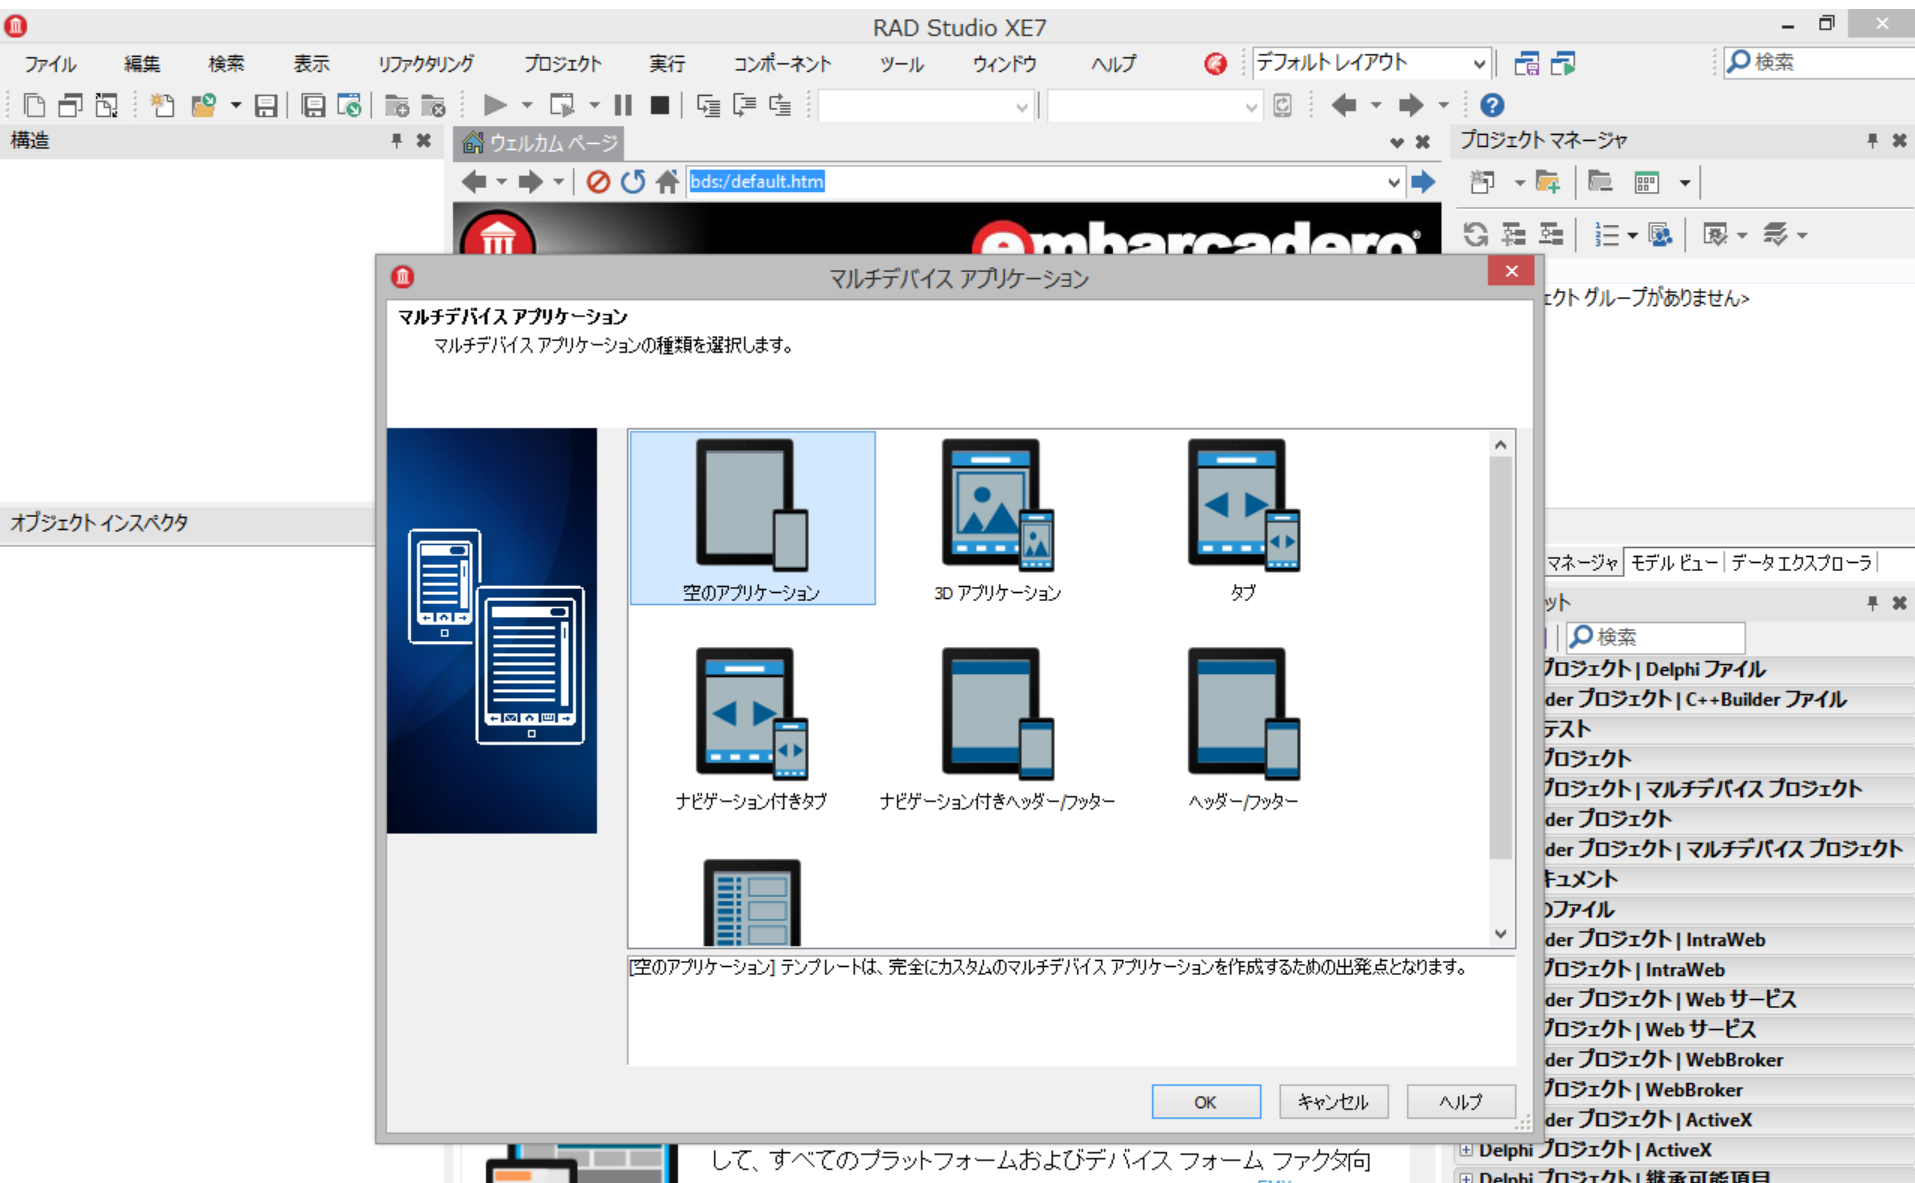 RAD Studio XE7
ファイル 編集 検索 表示 リファクタリング プロジェクト 実行 コンポーネント ツール ウィンドウ ヘルプ デフォルト レイアウト 検索
構造
ウェルカム ページ
プロジェクト マネージャ
bds:/default.htm
embarcadero
マルチデバイス アプリケーション
マルチデバイス アプリケーション
マルチデバイス アプリケーションの種類を選択します。
ェクト グループがありません>
空のアプリケーション
3D アプリケーション
タブ
ナビゲーション付きタブ
ナビゲーション付きヘッダー/フッター
ヘッダー/フッター
[空のアプリケーション] テンプレートは、完全にカスタムのマルチデバイス アプリケーションを作成するための出発点となります。
OK キャンセル ヘルプ
オブジェクト インスペクタ
マネージャ モデル ビュー データ エクスプローラ
ット
検索
プロジェクト | Delphi ファイル
der プロジェクト | C++Builder ファイル
テスト
プロジェクト
プロジェクト | マルチデバイス プロジェクト
der プロジェクト
der プロジェクト | マルチデバイス プロジェクト
キュメント
のファイル
der プロジェクト | IntraWeb
プロジェクト | IntraWeb
der プロジェクト | Web サービス
プロジェクト | Web サービス
der プロジェクト | WebBroker
プロジェクト | WebBroker
der プロジェクト | ActiveX
Delphi プロジェクト | ActiveX
Delphi プロジェクト | 継承可能項目
して、すべてのプラットフォームおよびデバイス フォーム ファクタ向